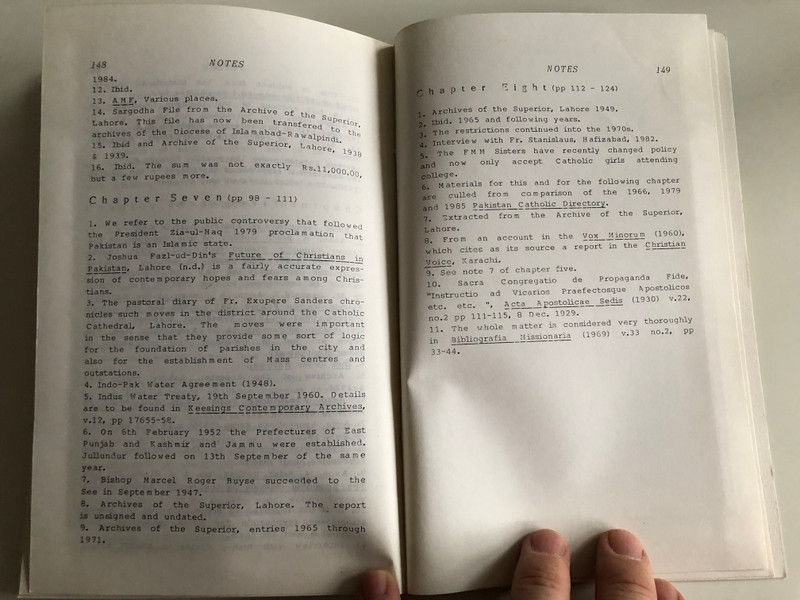 148 NOTES
1984.
12. Ibid.
13. AMF, Various places.
14. Sargodha File from the Archive of the Superior,
Lahore. This file has now been transfered to the
archives of the Diocese of Islamabad-Rawalpindi.
15. Ibid and Archive of the Superior, Lahore, 1938
& 1939.
16. Ibid. The sum was not exactly Rs.11,000.00,
but a few rupees more.
Chapter Seven (pp 98 - 111)
1. We refer to the public controversy that followed
the President Zia-ul-Haq 1979 proclamation that
Pakistan is an Islamic state.
2. Joshua Fazl-ud-Din's Future of Christians in
Pakistan, Lahore (n.d.) is a fairly accurate expres-
sion of contemporary hopes and fears among Chris-
tians.
3. The pastoral diary of Fr. Exupere Sanders chro-
nicles such moves in the district around the Catholic
Cathedral, Lahore. The moves were important
in the sense that they provide some sort of logic
for the foundation of parishes in the city and
also for the establishment of Mass centres and
outstations.
4. Indo-Pak Water Agreement (1948).
5. Indus Water Treaty, 19th September 1960. Details
are to be found in Keesings Contemporary Archives,
v.12, pp 17655-58.
6. On 6th February 1952 the Prefectures of East
Punjab and Kashmir and Jammu were established.
Jullundur followed on 13th September of the same
year.
7. Bishop Marcel Roger Buyse succeeded to the
See in September 1947.
8. Archives of the Superior, Lahore. The report
is unsigned and undated.
9. Archives of the Superior, entries 1965 through
1971.
NOTES 149
Chapter Eight (pp 112 - 124)
1. Archives of the Superior, Lahore 1949.
2. Ibid. 1965 and following years.
3. The restrictions continued into the 1970s.
4. Interview with Fr. Stanislaus, Hafizabad, 1982.
5. The FMM Sisters have recently changed policy
and now only accept Catholic girls attending
college.
6. Materials for this and for the following chapter
are culled from comparison of the 1966, 1979
and 1985 Pakistan Catholic Directory.
7. Extracted from the Archive of the Superior,
Lahore.
8. From an account in the Vox Minorum (1960),
which cites as its source a report in the Christian
Voice, Karachi.
9. See note 7 of chapter five.
10. Sacra Congregatio de Propaganda Fide,
"Instructio ad Vicarios Praefectosque Apostolicos
etc. etc. ", Acta Apostolicae Sedis (1930) v.22,
no.2 pp 111-115, 8 Dec. 1929.
11. The whole matter is considered very thoroughly
in Bibliografia Missionaria (1969) v.33 no.2, pp
33-44.